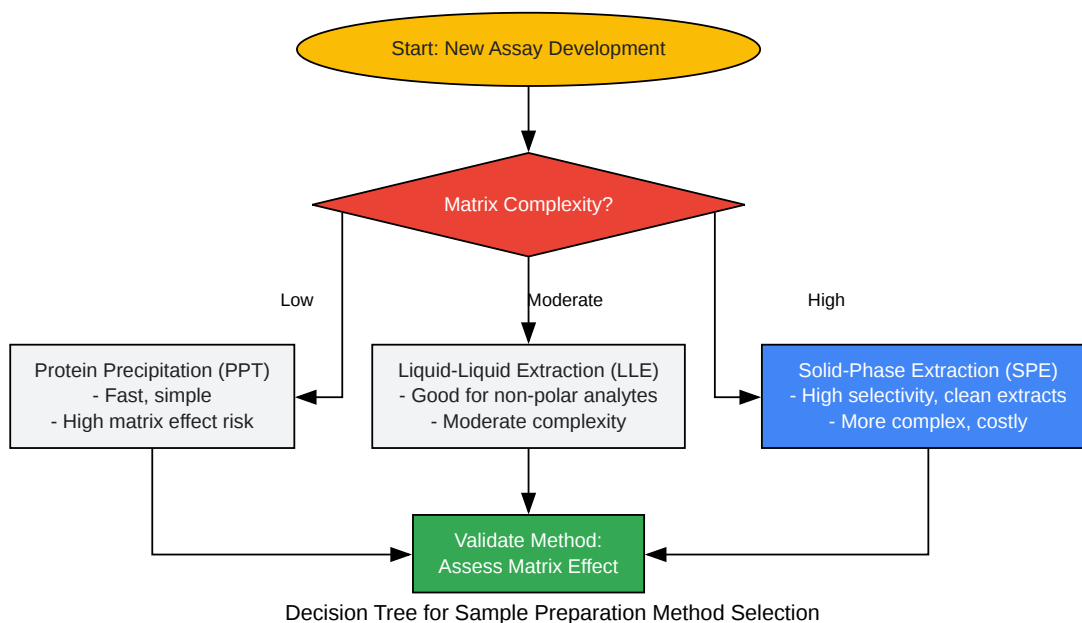 Start: New Assay Development
Matrix Complexity?
Low
Moderate
High
Protein Precipitation (PPT)
- Fast, simple
- High matrix effect risk
Liquid-Liquid Extraction (LLE)
- Good for non-polar analytes
- Moderate complexity
Solid-Phase Extraction (SPE)
- High selectivity, clean extracts
- More complex, costly
Validate Method:
Assess Matrix Effect
Decision Tree for Sample Preparation Method Selection